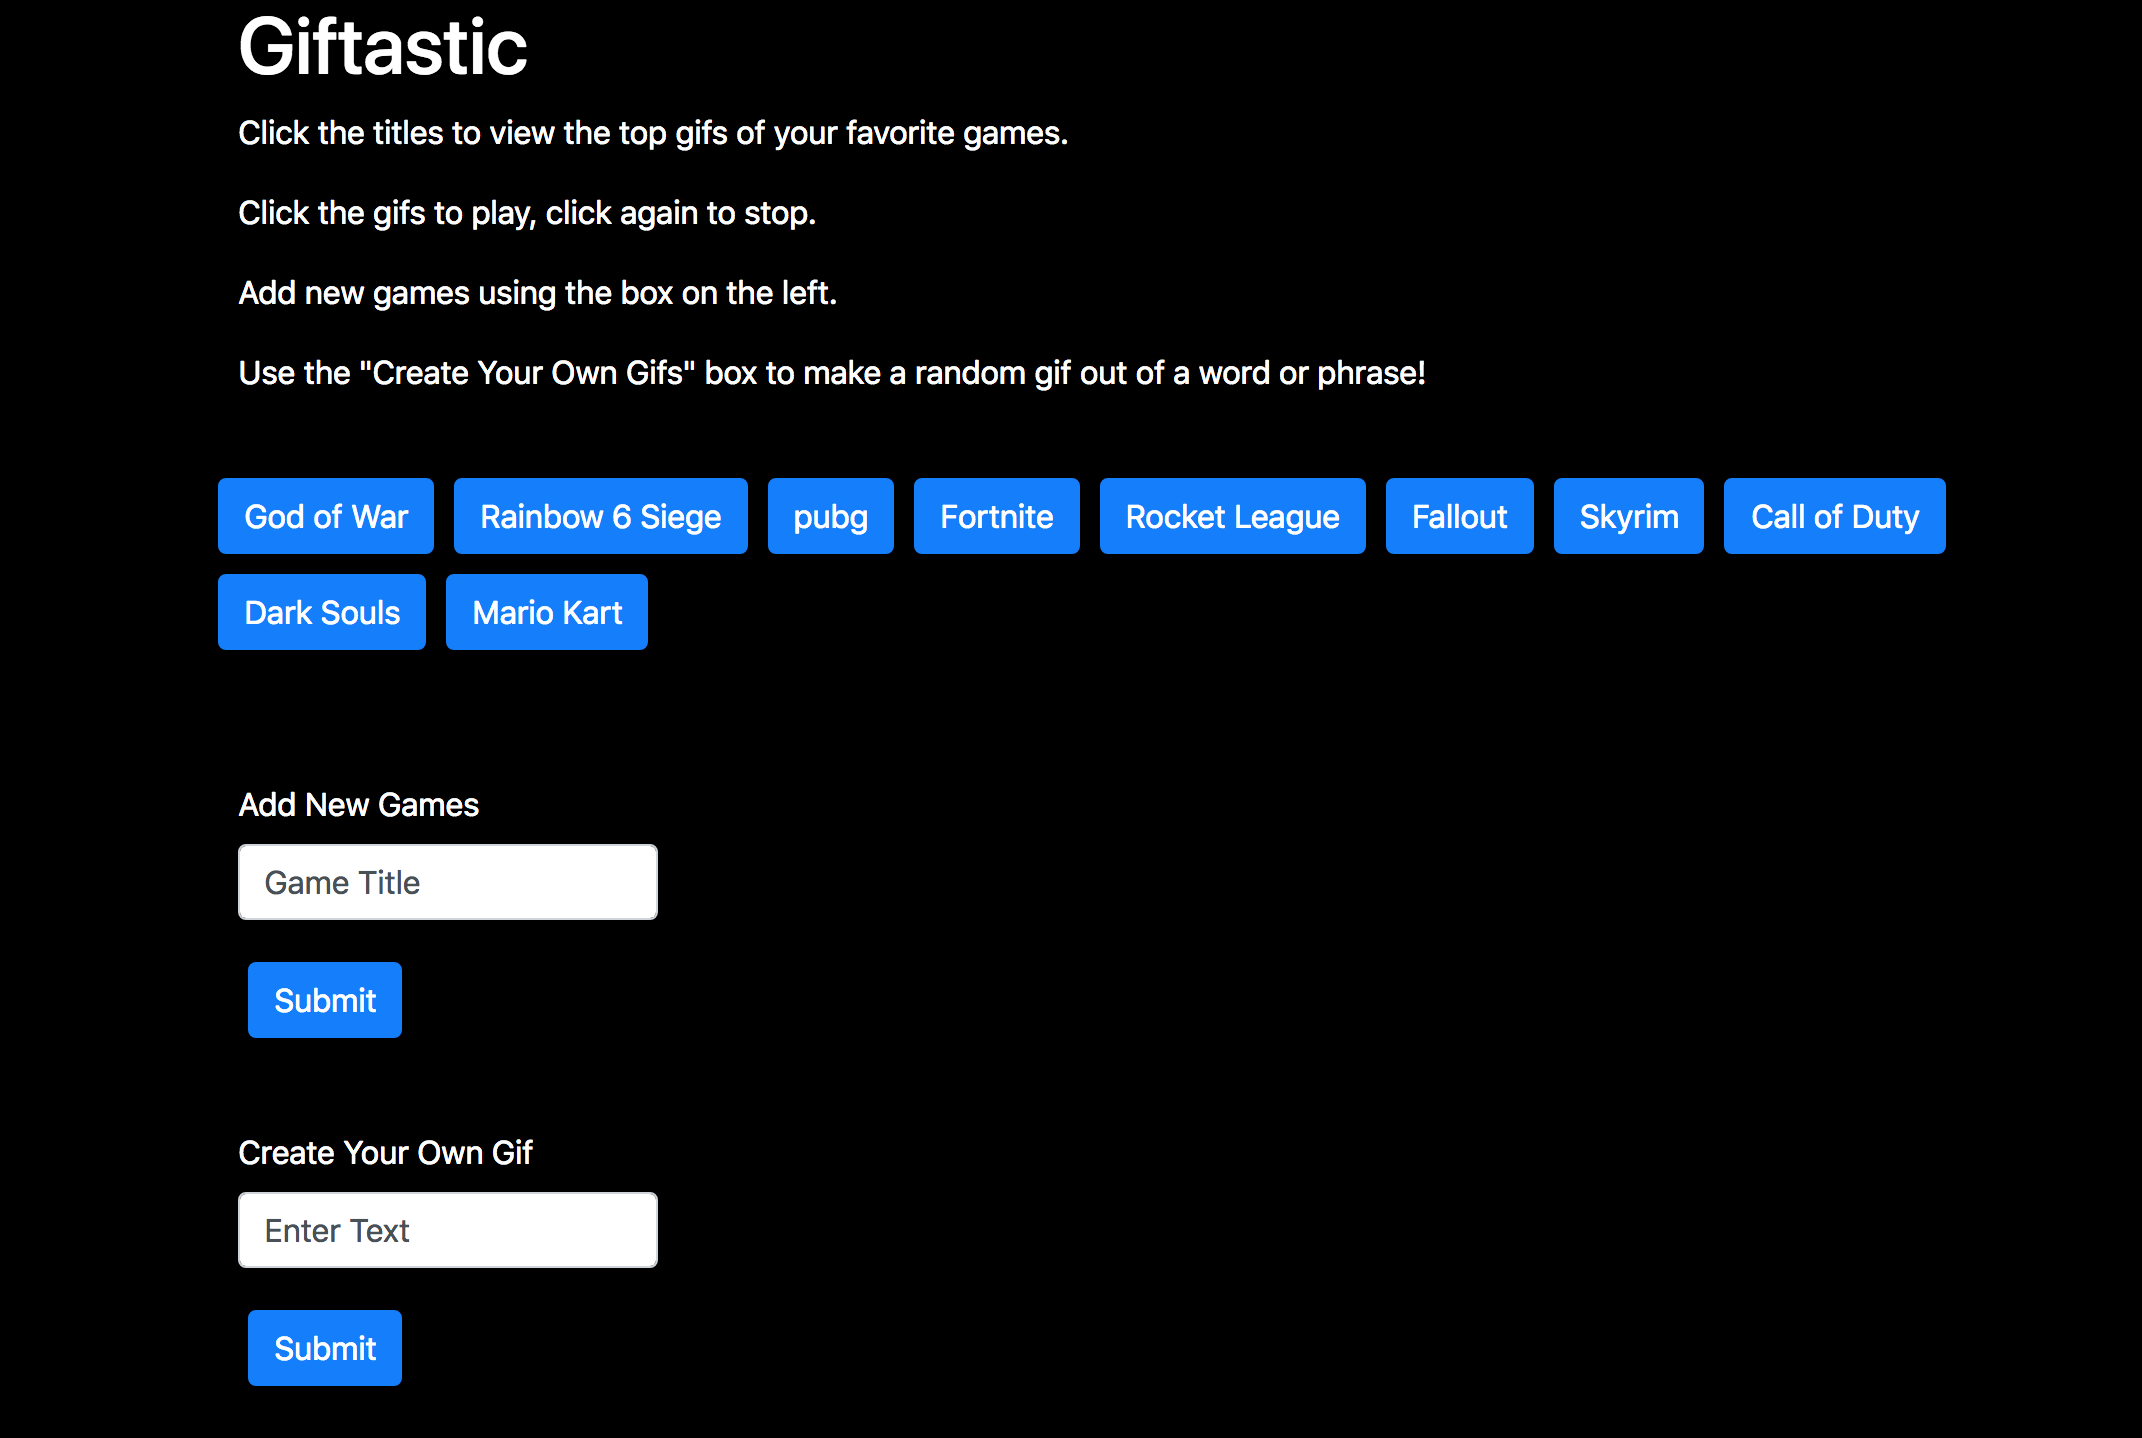 Giftastic
Click the titles to view the top gifs of your favorite games.
Click the gifs to play, click again to stop.
Add new games using the box on the left.
Use the "Create Your Own Gifs" box to make a random gif out of a word or phrase!
God of War Rainbow 6 Siege pubg Fortnite Rocket League Fallout Skyrim Call of Duty
Dark Souls Mario Kart
Add New Games
Game Title
Submit
Create Your Own Gif
Enter Text
Submit